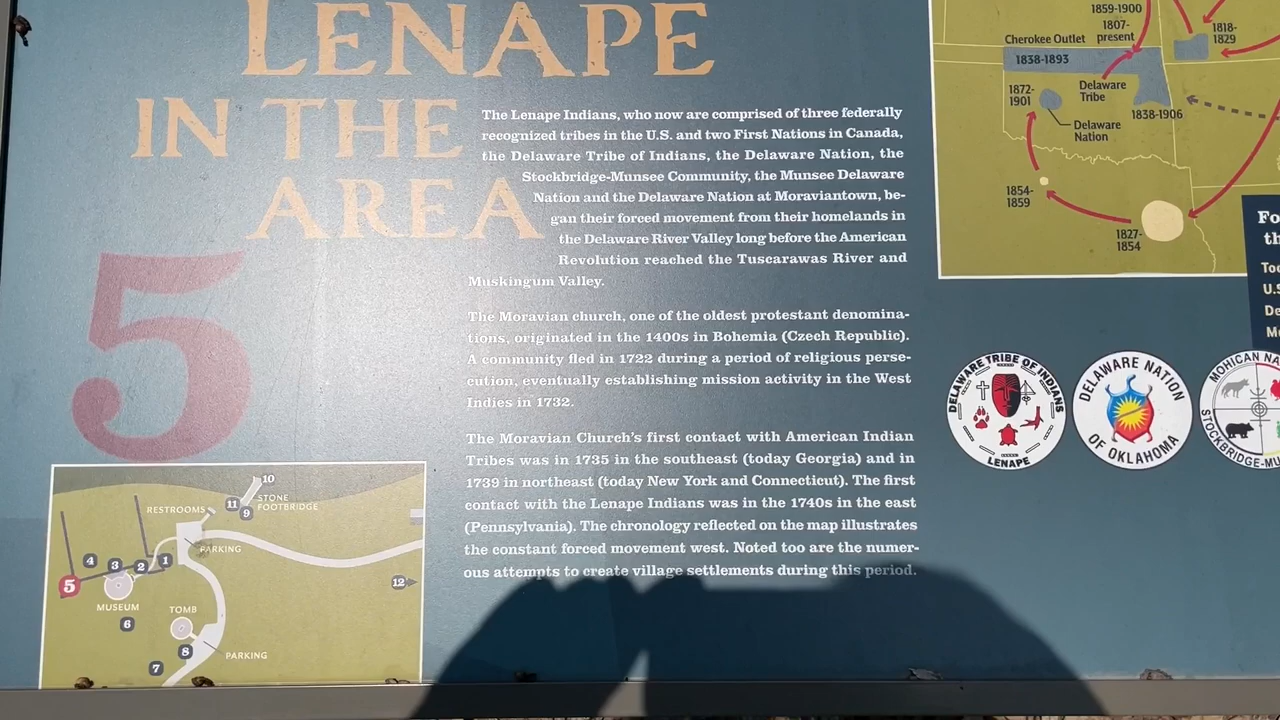 LENAPE
IN THE
AREA
5
The Lenape Indians, who now are comprised of three federally
recognized tribes in the U.S. and two First Nations in Canada,
the Delaware Tribe of Indians, the Delaware Nation, the
Stockbridge-Munsee Community, the Munsee Delaware
Nation and the Delaware Nation at Moraviantown, be-
gan their forced movement from their homelands in
the Delaware River Valley long before the American
Revolution reached the Tuscarawas River and
Muskingum Valley.
The Moravian church, one of the oldest protestant denomina-
tions, originated in the 1400s in Bohemia (Czech Republic).
A community fled in 1722 during a period of religious perse-
cution, eventually establishing mission activity in the West
Indies in 1732.
The Moravian Church's first contact with American Indian
Tribes was in 1735 in the southeast (today Georgia) and in
1739 in northeast (today New York and Connecticut). The first
contact with the Lenape Indians was in the 1740s in the east
(Pennsylvania). The chronology reflected on the map illustrates
the constant forced movement west. Noted too are the numer-
ous attempts to create village settlements during this period.
1859-1900
1807-
present
1818-
1829
Cherokee Outlet
1838-1893
1872-
1901
Delaware
Tribe
1838-1906
Delaware
Nation
1854-
1859
1827-
1854
Fo
th
To
U.S
De
M
DELAWARE TRIBE OF INDIANS
LENAPE
DELAWARE NATION
OF OKLAHOMA
MOHICAN NA
STOCKBRIDGE-MU
10
STONE
FOOTBRIDGE
11
9
RESTROOMS
PARKING
4
3
2
1
5
12
MUSEUM
TOMB
6
8
PARKING
7